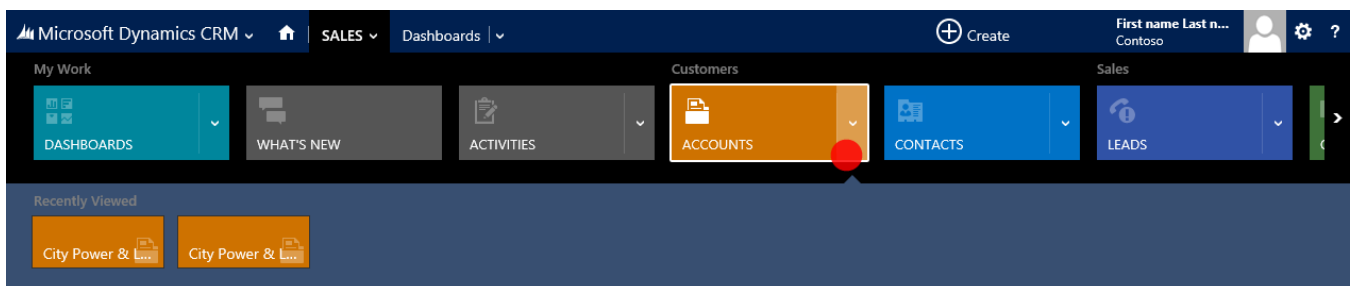 Microsoft Dynamics CRM SALES Dashboards Create First name Last n... ?
Contoso
My Work Customers Sales
DASHBOARDS WHAT'S NEW ACTIVITIES ACCOUNTS CONTACTS LEADS
Recently Viewed
City Power & L... City Power & L...